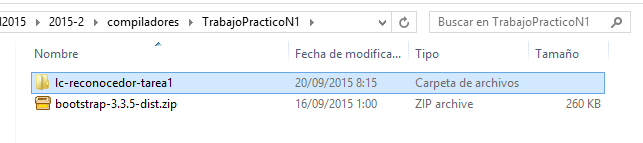 l2015 › 2015-2 › compiladores › TrabajoPracticoN1
Buscar en TrabajoPracticoN1
Nombre Fecha de modifica... Tipo Tamaño
lc-reconocedor-tarea1 20/09/2015 8:15 Carpeta de archivos
bootstrap-3.3.5-dist.zip 16/09/2015 1:00 ZIP archive 260 KB